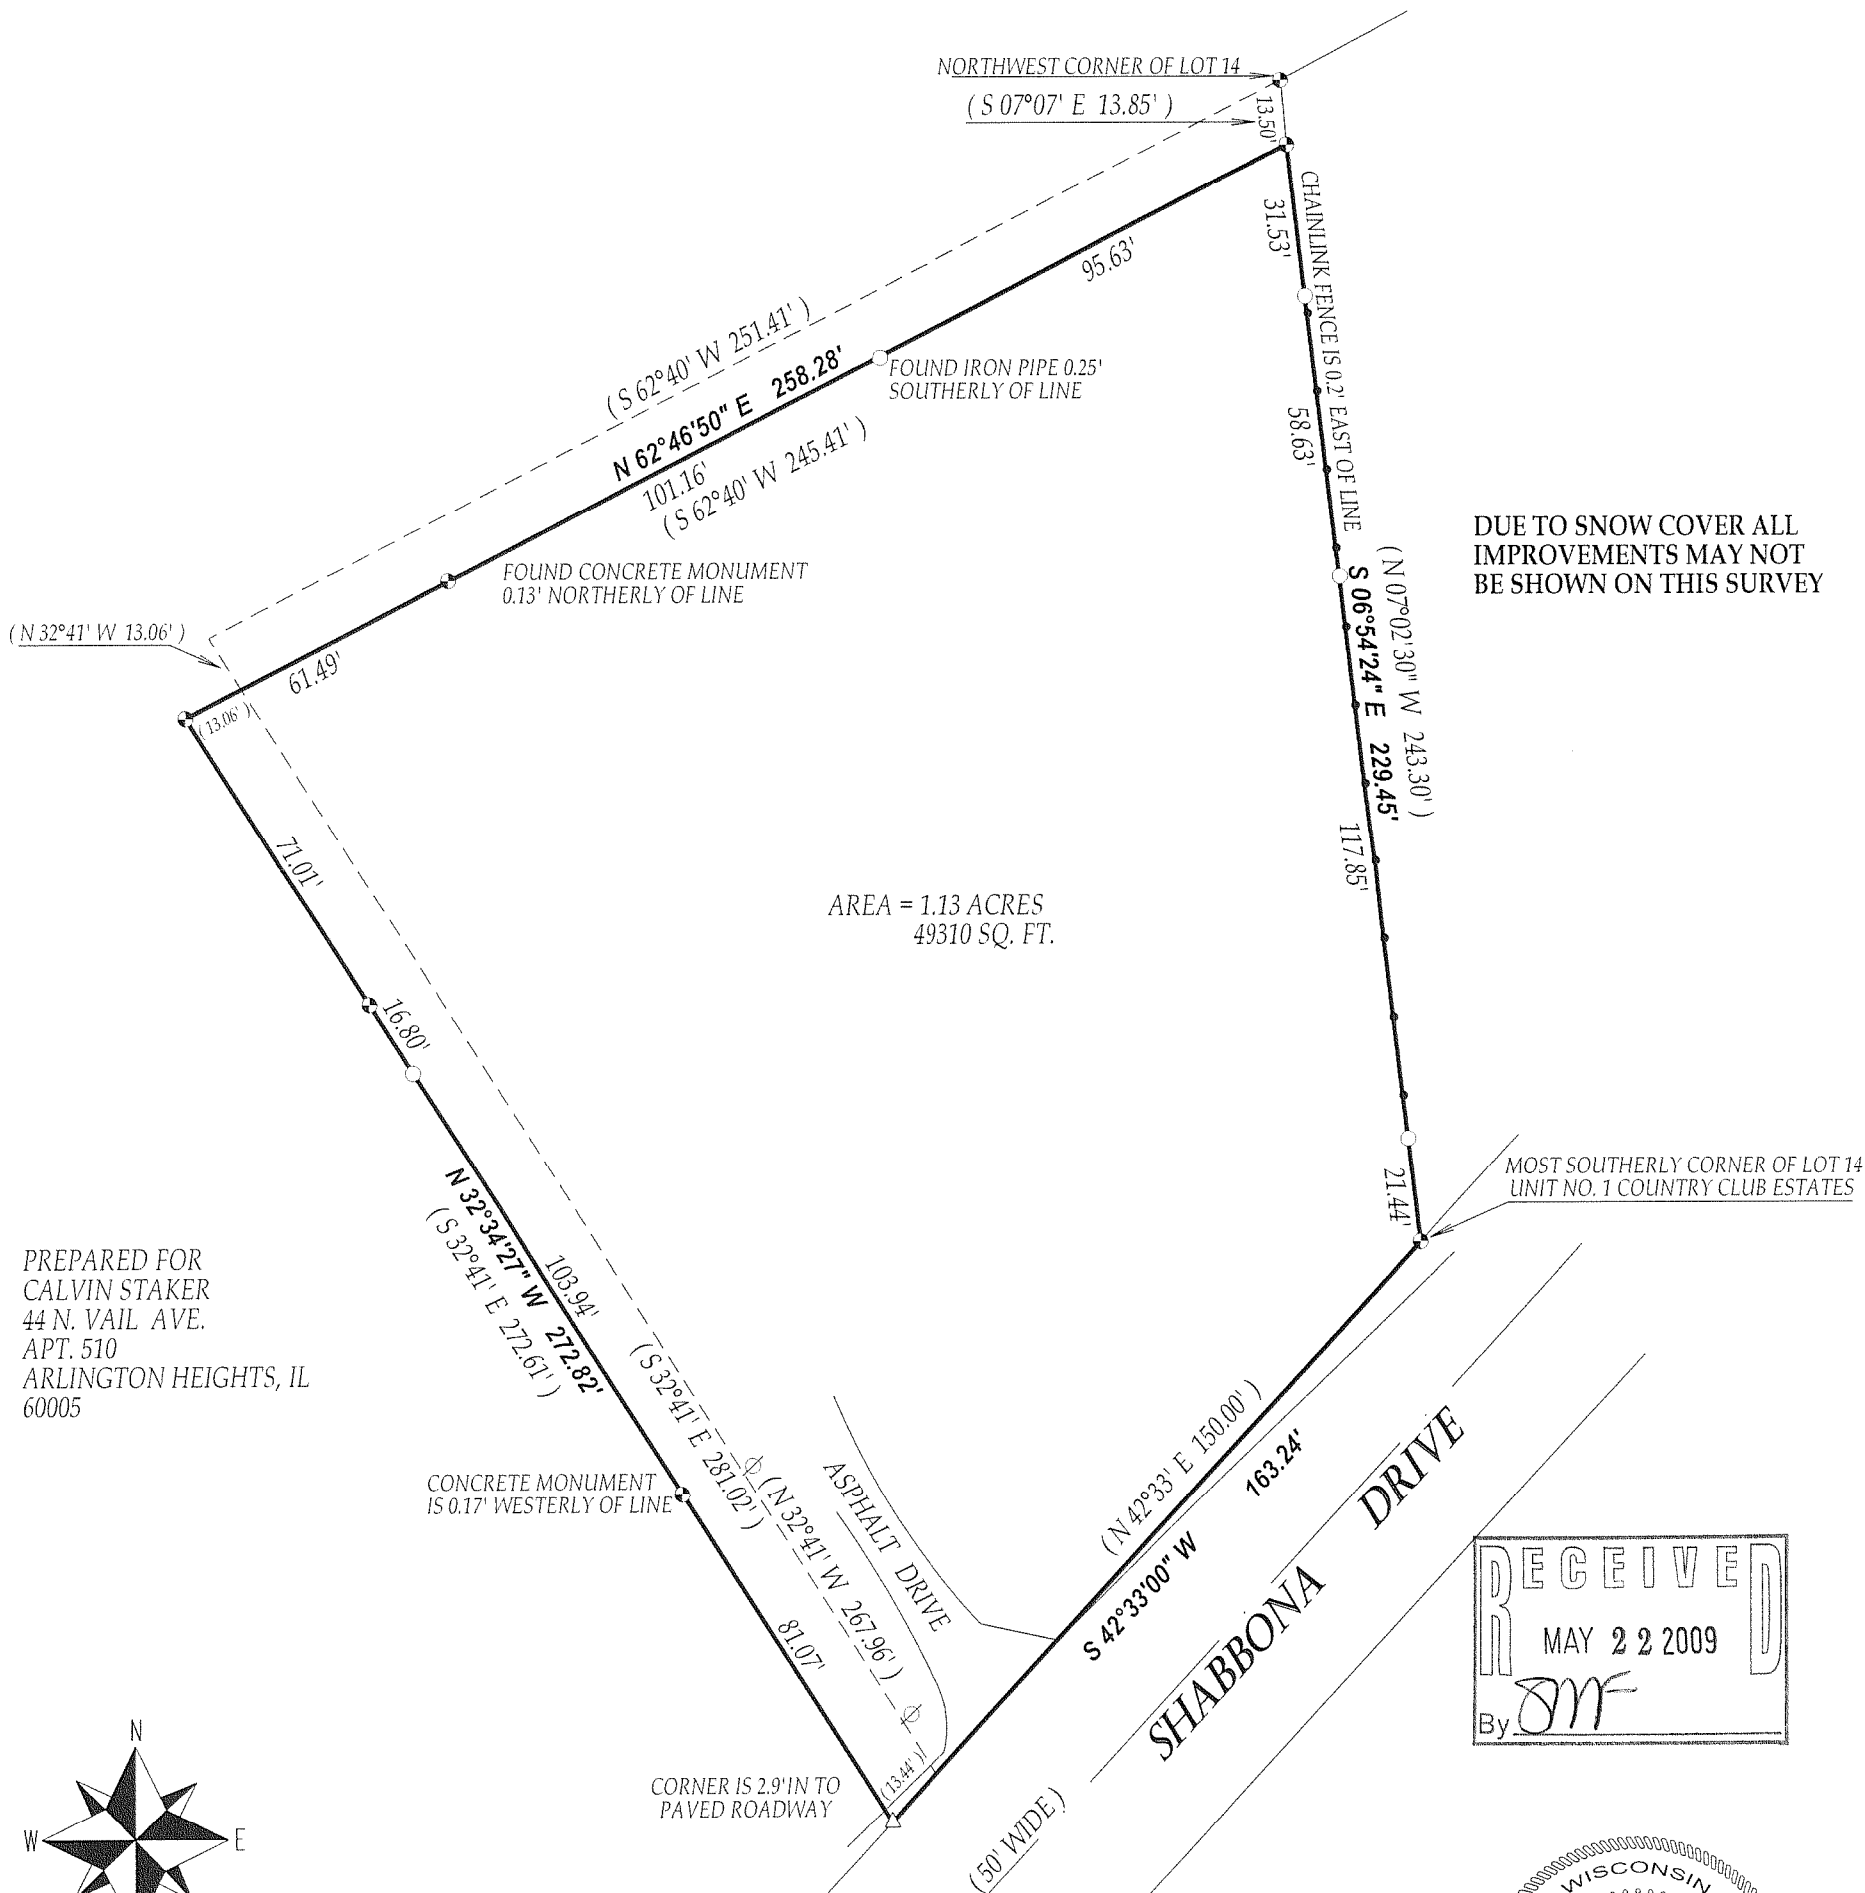 NORTHWEST CORNER OF LOT 14
( S 07°07' E 13.85' )
13.50'
CHAINLINK FENCE IS 0.2' EAST OF LINE
31.53'
95.63'
( S 62°40' W 251.41' )
N 62°46'50" E 258.28'
101.16'
( S 62°40' W 245.41' )
FOUND IRON PIPE 0.25'
SOUTHERLY OF LINE
58.63'
DUE TO SNOW COVER ALL
IMPROVEMENTS MAY NOT
BE SHOWN ON THIS SURVEY
FOUND CONCRETE MONUMENT
0.13' NORTHERLY OF LINE
( N 32°41' W 13.06' )
61.49'
( 13.06' )
( N 07°02'30" W 243.30' )
S 06°54'24" E 229.45'
117.85'
71.01'
AREA = 1.13 ACRES
49310 SQ. FT.
16.80'
21.44'
MOST SOUTHERLY CORNER OF LOT 14
UNIT NO. 1 COUNTRY CLUB ESTATES
N 32°34'27" W 272.82'
( S 32°41' E 272.61' )
103.94'
PREPARED FOR
CALVIN STAKER
44 N. VAIL AVE.
APT. 510
ARLINGTON HEIGHTS, IL
60005
( S 32°41' E 281.02' )
( N 32°41' W 267.96' )
ASPHALT DRIVE
( N 42°33' E 150.00' )
163.24'
S 42°33'00" W
SHABBONA DRIVE
CONCRETE MONUMENT
IS 0.17' WESTERLY OF LINE
81.07'
RECEIVED
MAY 22 2009
By
CORNER IS 2.9' IN TO
PAVED ROADWAY
( 13.44' )
( 50' WIDE )
N
W
E
WISCONSIN